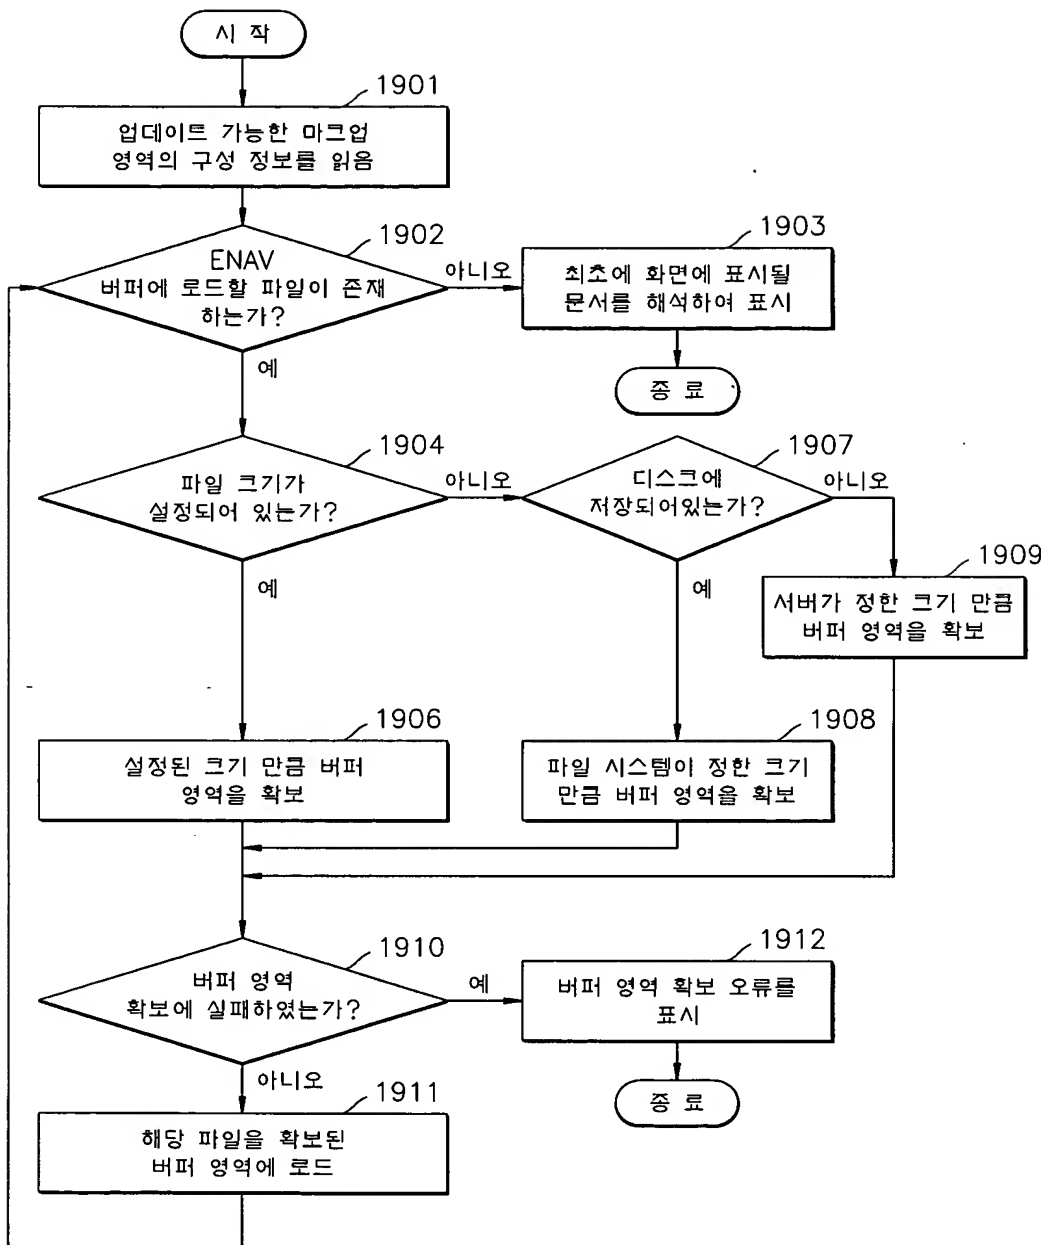 시 작
1901
업데이트 가능한 마크업
영역의 구성 정보를 읽음
1902
ENAV
버퍼에 로드할 파일이 존재
하는가?
아니오
1903
최초에 화면에 표시될
문서를 해석하여 표시
종 료
예
1904
파일 크기가
설정되어 있는가?
아니오
1907
디스크에
저장되어있는가?
아니오
예
예
1909
서버가 정한 크기 만큼
버퍼 영역을 확보
1906
설정된 크기 만큼 버퍼
영역을 확보
1908
파일 시스템이 정한 크기
만큼 버퍼 영역을 확보
1910
버퍼 영역
확보에 실패하였는가?
예
1912
버퍼 영역 확보 오류를
표시
종 료
아니오
1911
해당 파일을 확보된
버퍼 영역에 로드